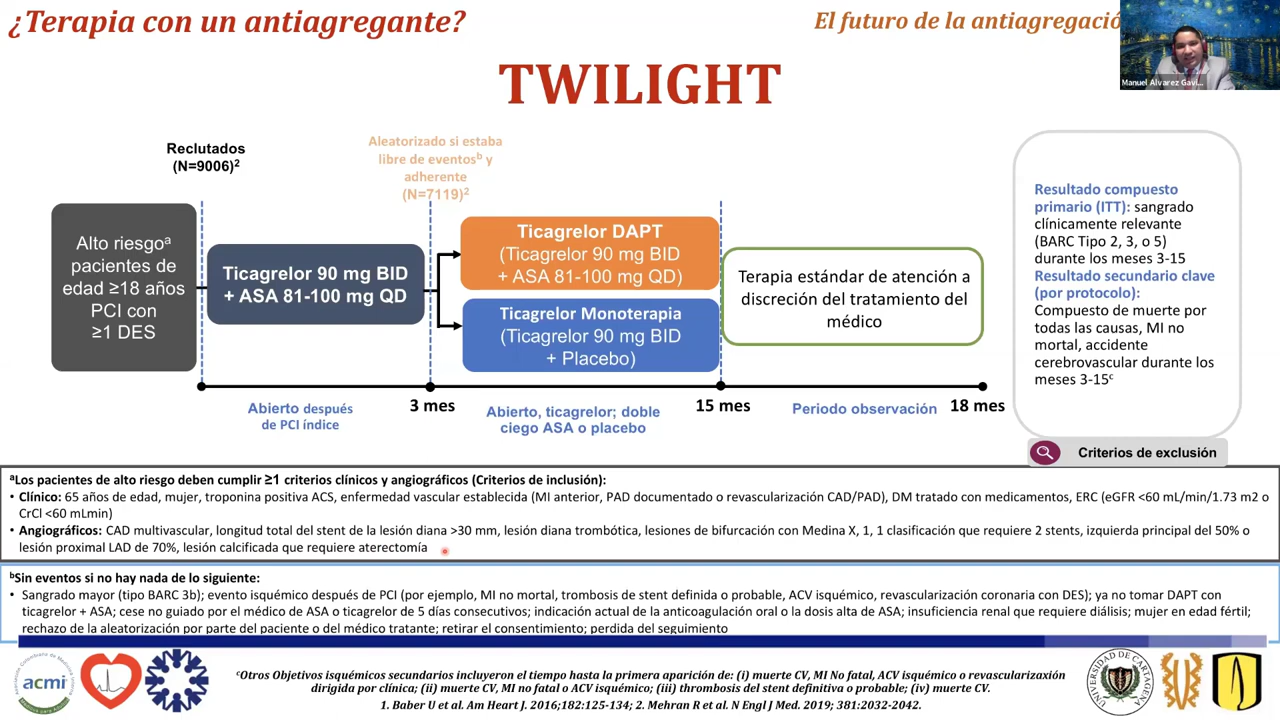 ¿Terapia con un antiagregante?
El futuro de la antiagregació
Manuel Alvarez Gavi...
TWILIGHT
Reclutados
(N=9006)2
Aleatorizado si estaba
libre de eventosb y
adherente
(N=7119)2
Alto riesgoa
pacientes de
edad ≥18 años
PCI con
≥1 DES
Ticagrelor 90 mg BID
+ ASA 81-100 mg QD
Ticagrelor DAPT
(Ticagrelor 90 mg BID
+ ASA 81-100 mg QD)
Ticagrelor Monoterapia
(Ticagrelor 90 mg BID
+ Placebo)
Terapia estándar de atención a
discreción del tratamiento del
médico
Abierto después
de PCI índice
3 mes
Abierto, ticagrelor; doble
ciego ASA o placebo
15 mes
Periodo observación
18 mes
Resultado compuesto
primario (ITT): sangrado
clínicamente relevante
(BARC Tipo 2, 3, o 5)
durante los meses 3-15
Resultado secundario clave
(por protocolo):
Compuesto de muerte por
todas las causas, MI no
mortal, accidente
cerebrovascular durante los
meses 3-15c
Criterios de exclusión
aLos pacientes de alto riesgo deben cumplir ≥1 criterios clínicos y angiográficos (Criterios de inclusión):
• Clínico: 65 años de edad, mujer, troponina positiva ACS, enfermedad vascular establecida (MI anterior, PAD documentado o revascularización CAD/PAD), DM tratado con medicamentos, ERC (eGFR <60 mL/min/1.73 m2 o
CrCl <60 mLmin)
• Angiográficos: CAD multivascular, longitud total del stent de la lesión diana >30 mm, lesión diana trombótica, lesiones de bifurcación con Medina X, 1, 1 clasificación que requiere 2 stents, izquierda principal del 50% o
lesión proximal LAD de 70%, lesión calcificada que requiere aterectomía
bSin eventos si no hay nada de lo siguiente:
• Sangrado mayor (tipo BARC 3b); evento isquémico después de PCI (por ejemplo, MI no mortal, trombosis de stent definida o probable, ACV isquémico, revascularización coronaria con DES); ya no tomar DAPT con
ticagrelor + ASA; cese no guiado por el médico de ASA o ticagrelor de 5 días consecutivos; indicación actual de la anticoagulación oral o la dosis alta de ASA; insuficiencia renal que requiere diálisis; mujer en edad fértil;
rechazo de la aleatorización por parte del paciente o del médico tratante; retirar el consentimiento; perdida del seguimiento
acmi
cOtros Objetivos isquémicos secundarios incluyeron el tiempo hasta la primera aparición de: (i) muerte CV, MI No fatal, ACV isquémico o revascularizaxión
dirigida por clínica; (ii) muerte CV, MI no fatal o ACV isquémico; (iii) thrombosis del stent definitiva o probable; (iv) muerte CV.
1. Baber U et al. Am Heart J. 2016;182:125-134; 2. Mehran R et al. N Engl J Med. 2019; 381:2032-2042.
UNIVERSIDAD DE CARTAGENA